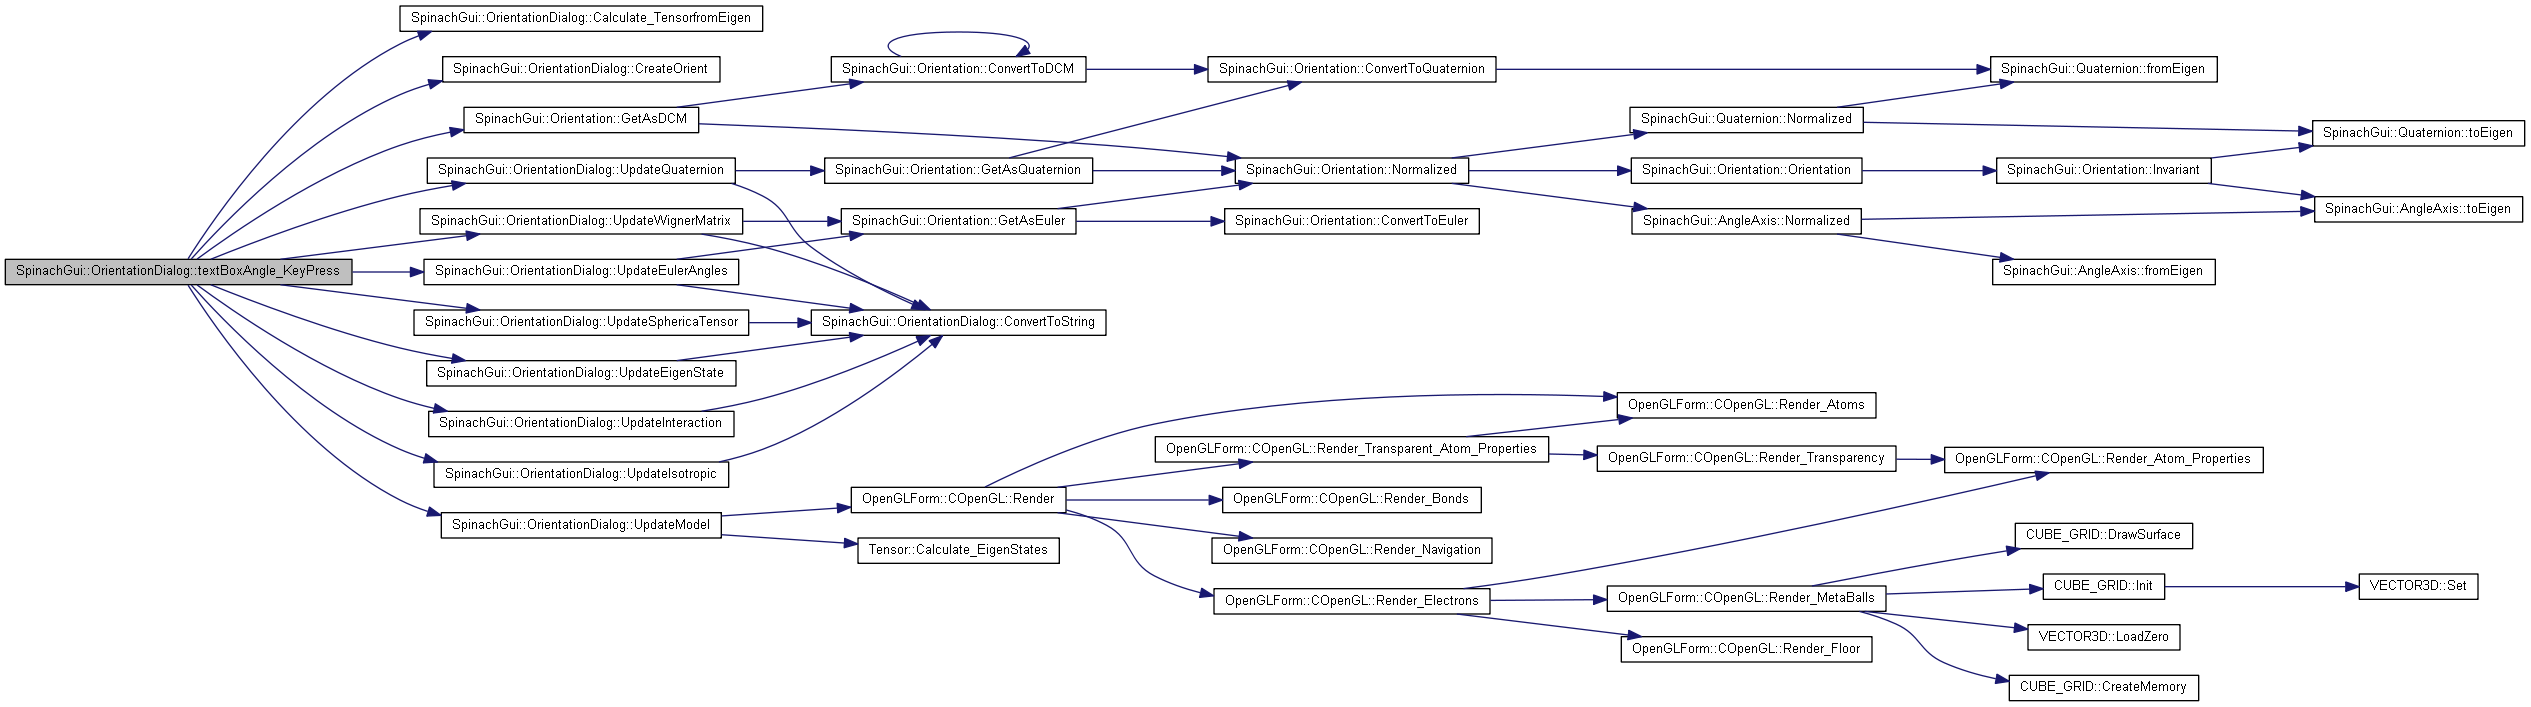 SpinachGui::OrientationDialog::textBoxAngle_KeyPress
SpinachGui::OrientationDialog::Calculate_TensorfromEigen
SpinachGui::OrientationDialog::CreateOrient
SpinachGui::Orientation::GetAsDCM
SpinachGui::OrientationDialog::UpdateQuaternion
SpinachGui::OrientationDialog::UpdateWignerMatrix
SpinachGui::OrientationDialog::UpdateEulerAngles
SpinachGui::OrientationDialog::UpdateSphericaTensor
SpinachGui::OrientationDialog::UpdateEigenState
SpinachGui::OrientationDialog::UpdateInteraction
SpinachGui::OrientationDialog::UpdateIsotropic
SpinachGui::OrientationDialog::UpdateModel
SpinachGui::Orientation::ConvertToDCM
SpinachGui::Orientation::GetAsQuaternion
SpinachGui::Orientation::GetAsEuler
SpinachGui::OrientationDialog::ConvertToString
OpenGLForm::COpenGL::Render
Tensor::Calculate_EigenStates
SpinachGui::Orientation::ConvertToQuaternion
SpinachGui::Orientation::Normalized
SpinachGui::Orientation::ConvertToEuler
OpenGLForm::COpenGL::Render_Transparent_Atom_Properties
OpenGLForm::COpenGL::Render_Bonds
OpenGLForm::COpenGL::Render_Navigation
OpenGLForm::COpenGL::Render_Electrons
SpinachGui::Quaternion::Normalized
SpinachGui::Orientation::Orientation
SpinachGui::AngleAxis::Normalized
OpenGLForm::COpenGL::Render_Atoms
OpenGLForm::COpenGL::Render_Transparency
OpenGLForm::COpenGL::Render_MetaBalls
OpenGLForm::COpenGL::Render_Floor
SpinachGui::Quaternion::fromEigen
SpinachGui::Orientation::Invariant
SpinachGui::AngleAxis::fromEigen
OpenGLForm::COpenGL::Render_Atom_Properties
CUBE_GRID::DrawSurface
CUBE_GRID::Init
VECTOR3D::LoadZero
CUBE_GRID::CreateMemory
SpinachGui::Quaternion::toEigen
SpinachGui::AngleAxis::toEigen
VECTOR3D::Set